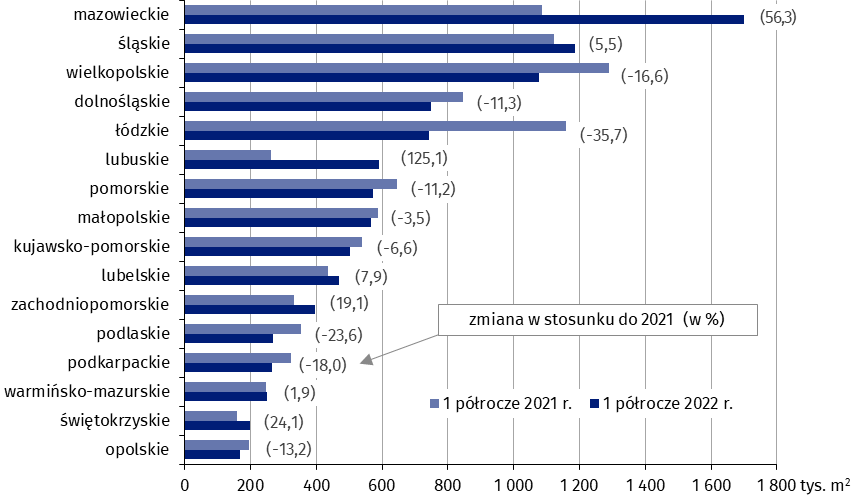 mazowieckie (56,3)
śląskie (5,5)
wielkopolskie (-16,6)
dolnośląskie (-11,3)
łódzkie (-35,7)
lubuskie (125,1)
pomorskie (-11,2)
małopolskie (-3,5)
kujawsko-pomorskie (-6,6)
lubelskie (7,9)
zachodniopomorskie (19,1)
zmiana w stosunku do 2021 (w %)
podlaskie (-23,6)
podkarpackie (-18,0)
warmińsko-mazurskie (1,9)
1 półrocze 2021 r. 1 półrocze 2022 r.
świętokrzyskie (24,1)
opolskie (-13,2)
0 200 400 600 800 1 000 1 200 1 400 1 600 1 800 tys. m²